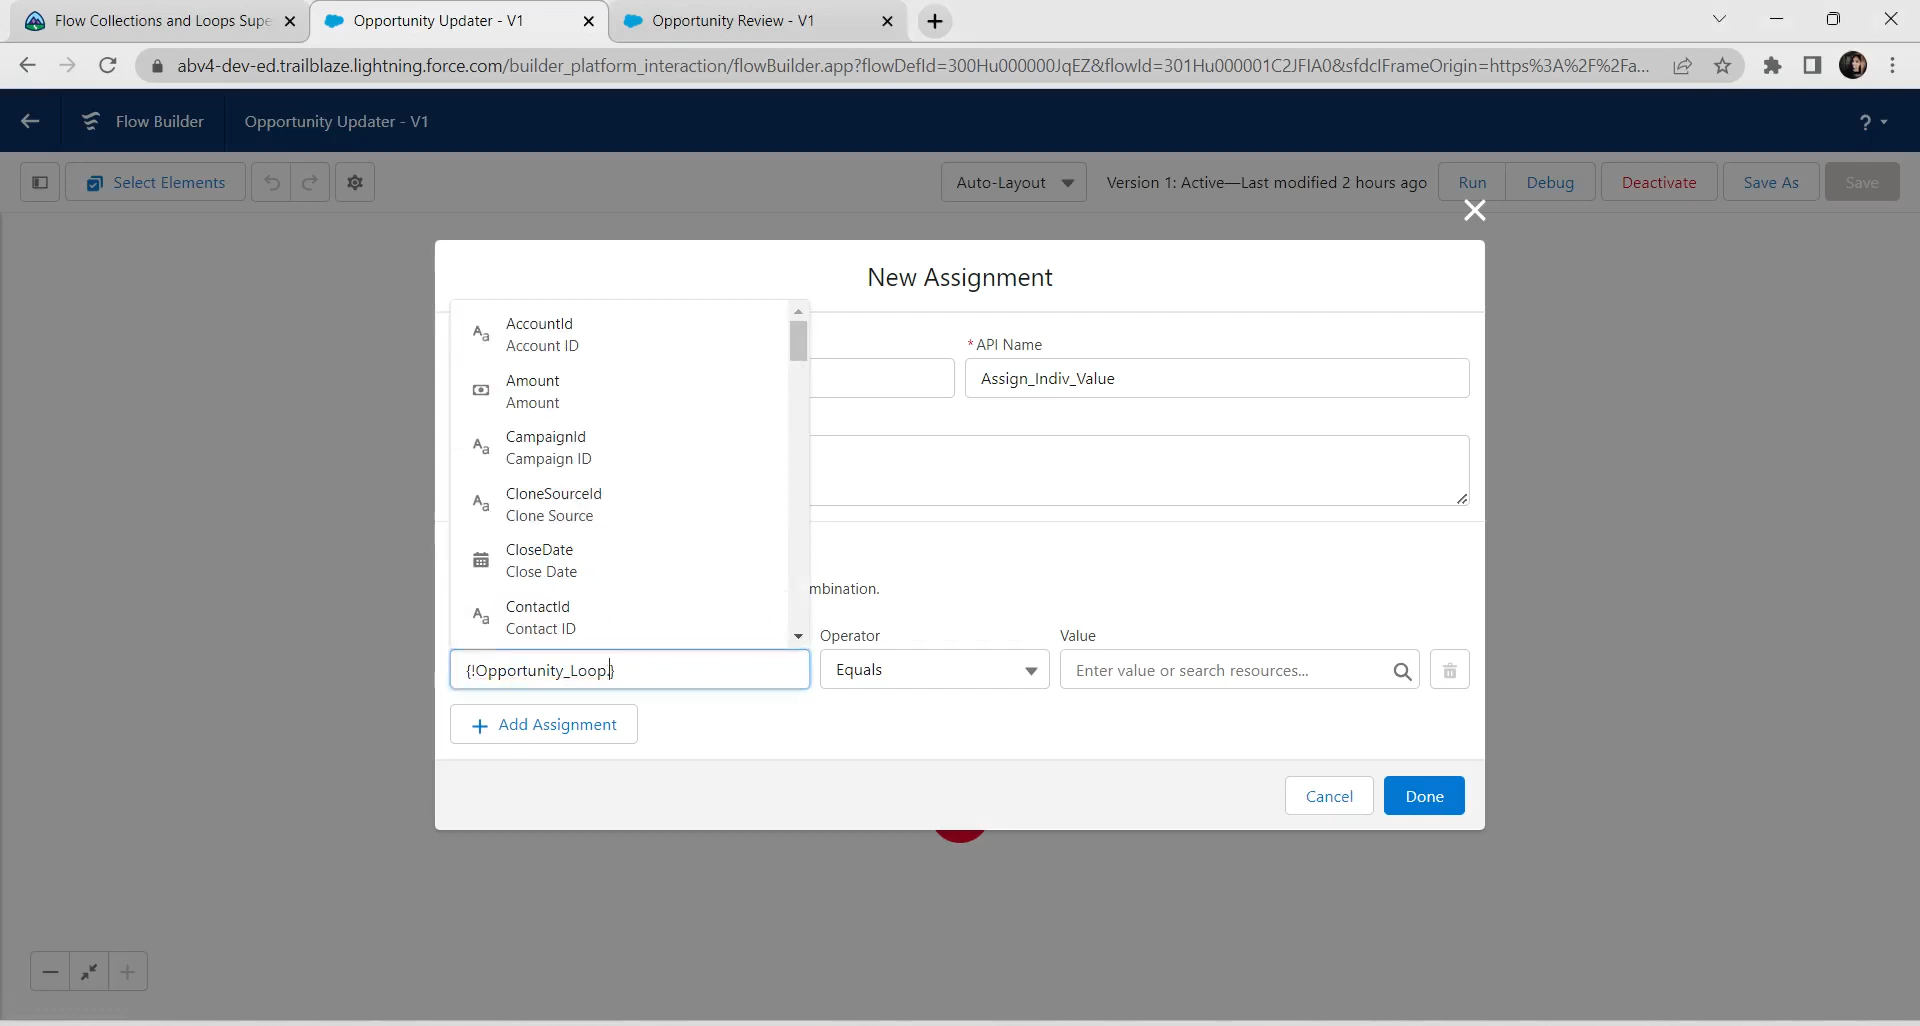 Flow Collections and Loops Supe
Opportunity Updater - V1
Opportunity Review - V1
abv4-dev-ed.trailblaze.lightning.force.com/builder_platform_interaction/flowBuilder.app?flowDefId=300Hu000000JqEZ&flowId=301Hu000001C2JFIA0&sfdcIFrameOrigin=https%3A%2F%2Fa...
Flow Builder
Opportunity Updater - V1
?
Select Elements
Auto-Layout
Version 1: Active—Last modified 2 hours ago
Run
Debug
Deactivate
Save As
Save
New Assignment
Aa AccountId
Account ID
Amount
Amount
Aa CampaignId
Campaign ID
Aa CloneSourceId
Clone Source
CloseDate
Close Date
Aa ContactId
Contact ID
* API Name
Assign_Indiv_Value
mbination.
Operator
Value
{!Opportunity_Loop.}
Equals
Enter value or search resources...
+ Add Assignment
Cancel
Done